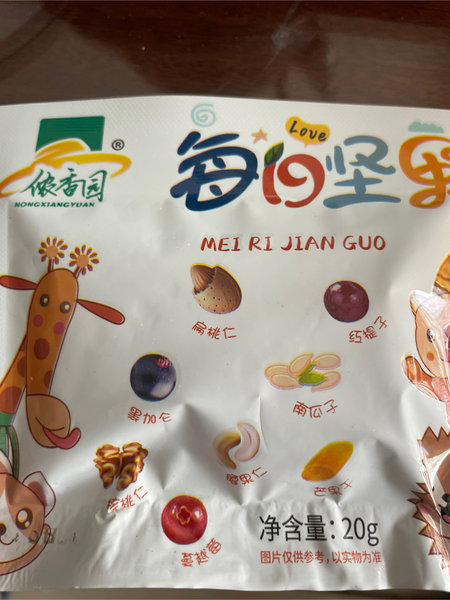 Love
®
侬香园
NONGXIANGYUAN
每日坚果
MEI RI JIAN GUO
扁桃仁
红提子
黑加仑
南瓜子
核桃仁
腰果仁
芒果干
蔓越莓
净含量:20g
图片仅供参考，以实物为准